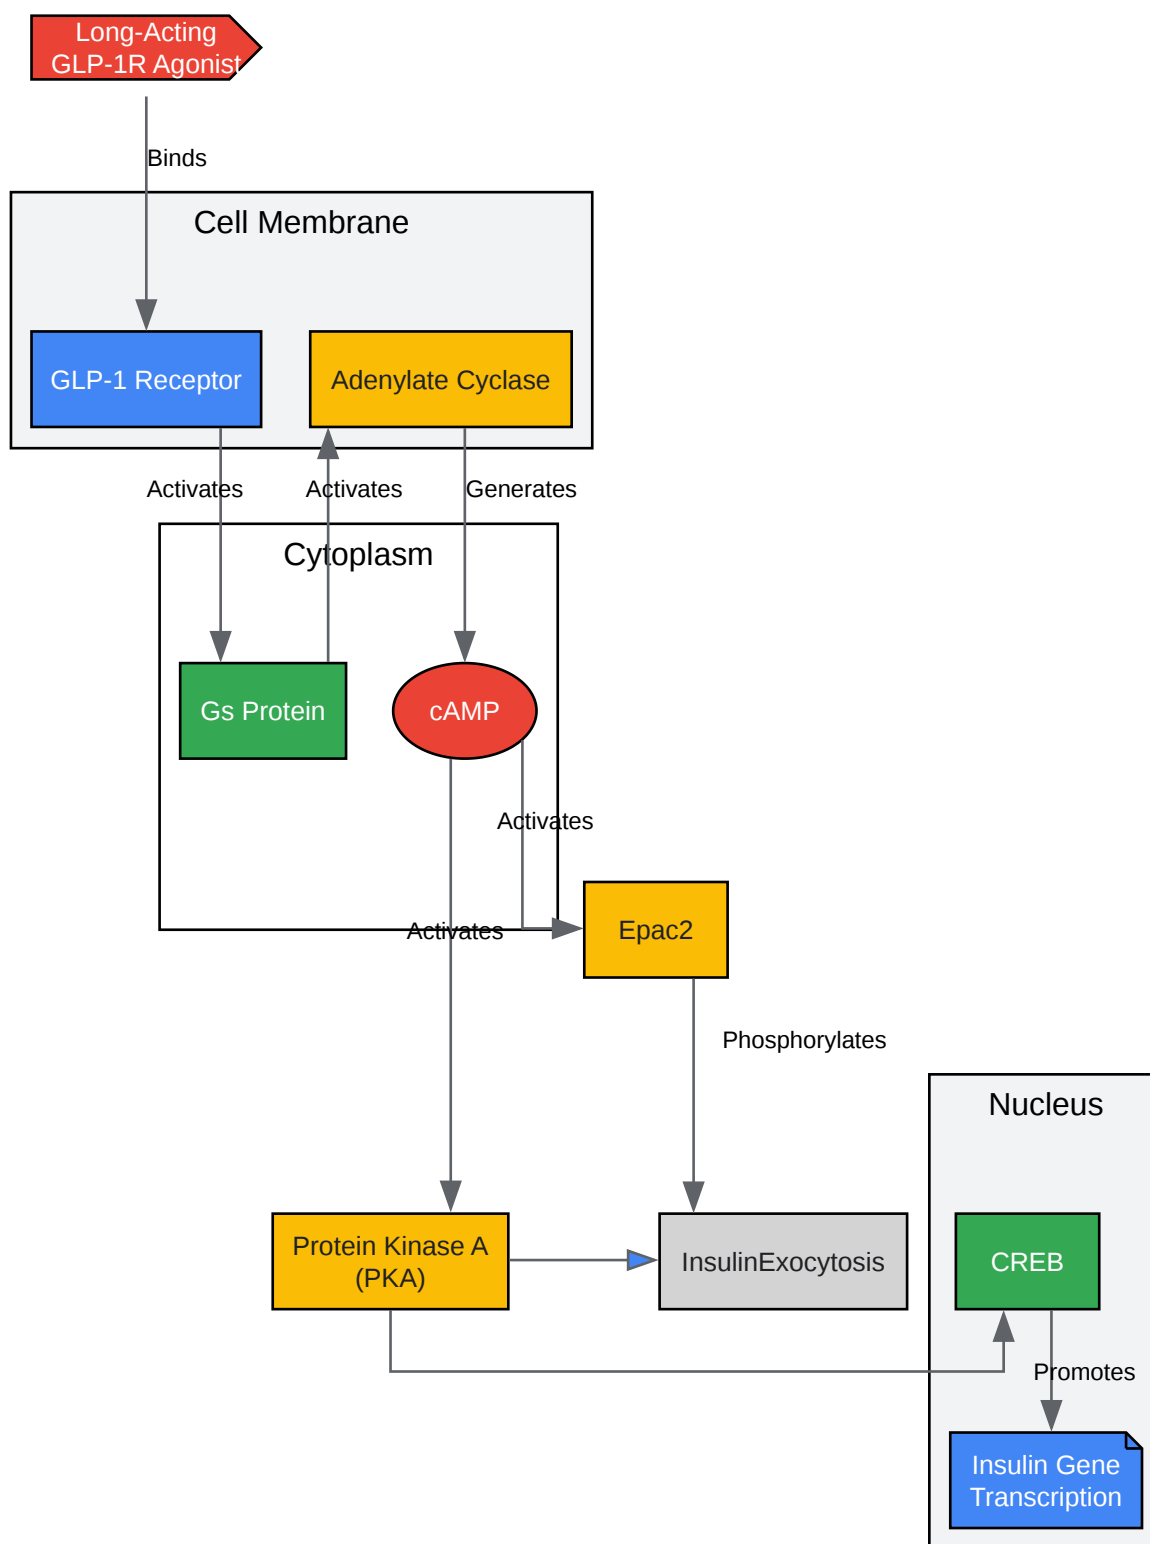 Long-Acting
GLP-1R Agonist
Binds
Cell Membrane
GLP-1 Receptor
Adenylate Cyclase
Activates
Activates
Generates
Cytoplasm
Gs Protein
cAMP
Activates
Activates
Epac2
Phosphorylates
Nucleus
Protein Kinase A
(PKA)
InsulinExocytosis
CREB
Promotes
Insulin Gene
Transcription